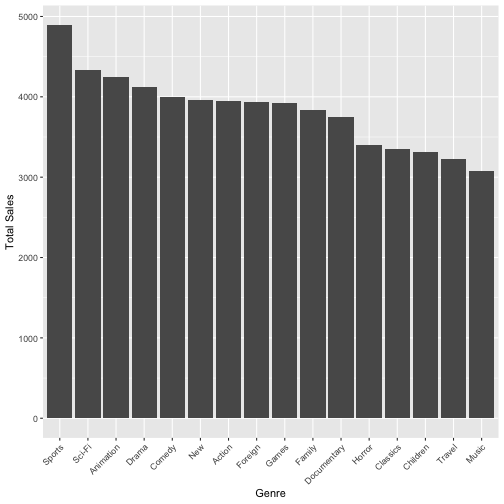 5000
4000
3000
2000
1000
0
Total Sales
Sports
Sci-Fi
Animation
Drama
Comedy
New
Action
Foreign
Games
Family
Documentary
Horror
Classics
Children
Travel
Music
Genre